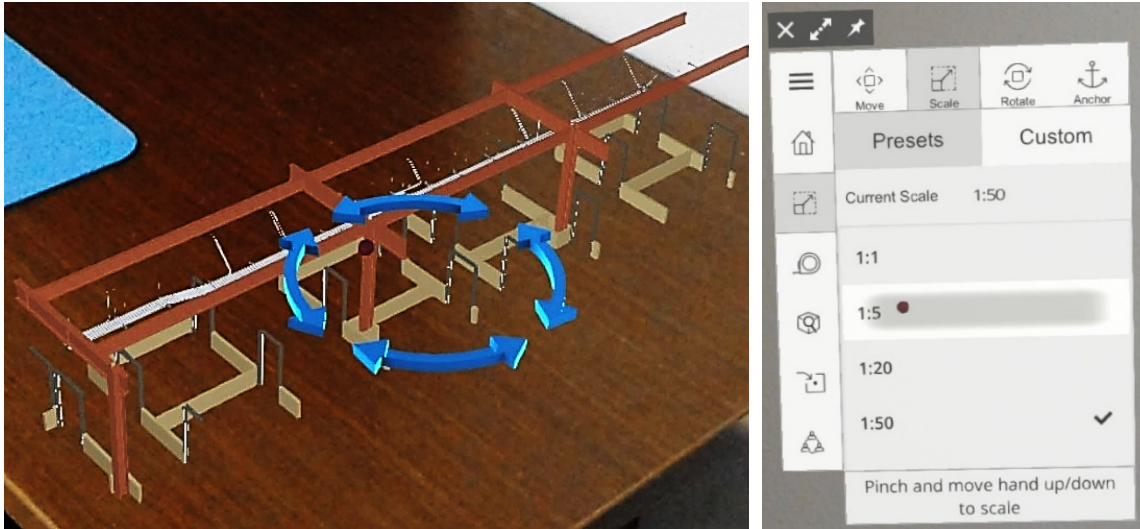 Move
Scale
Rotate
Anchor
Presets
Custom
Current Scale 1:50
1:1
1:5
1:20
1:50
Pinch and move hand up/down
to scale